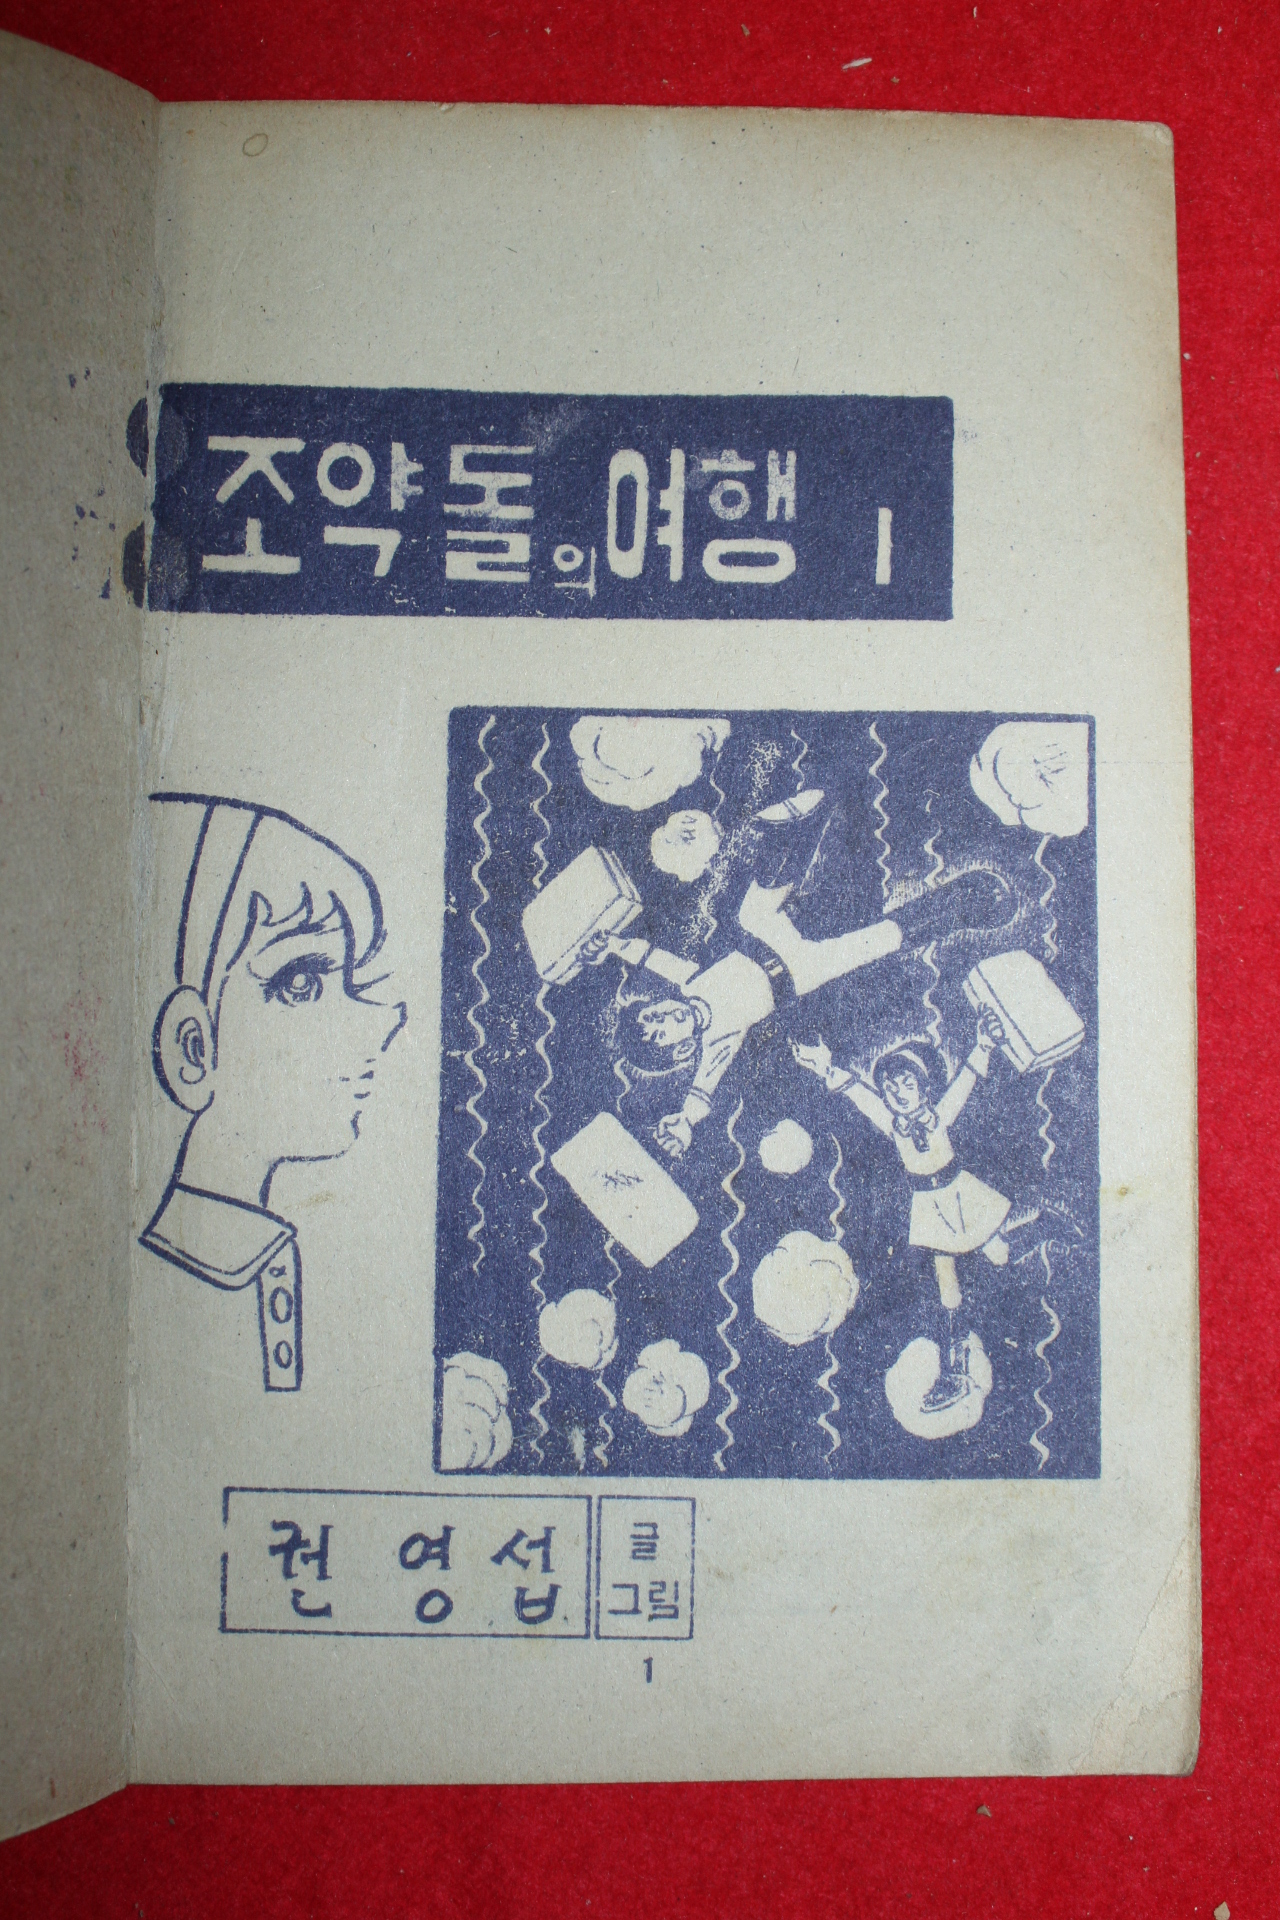 조약돌의 여행 1
권영섭 글 그림
1